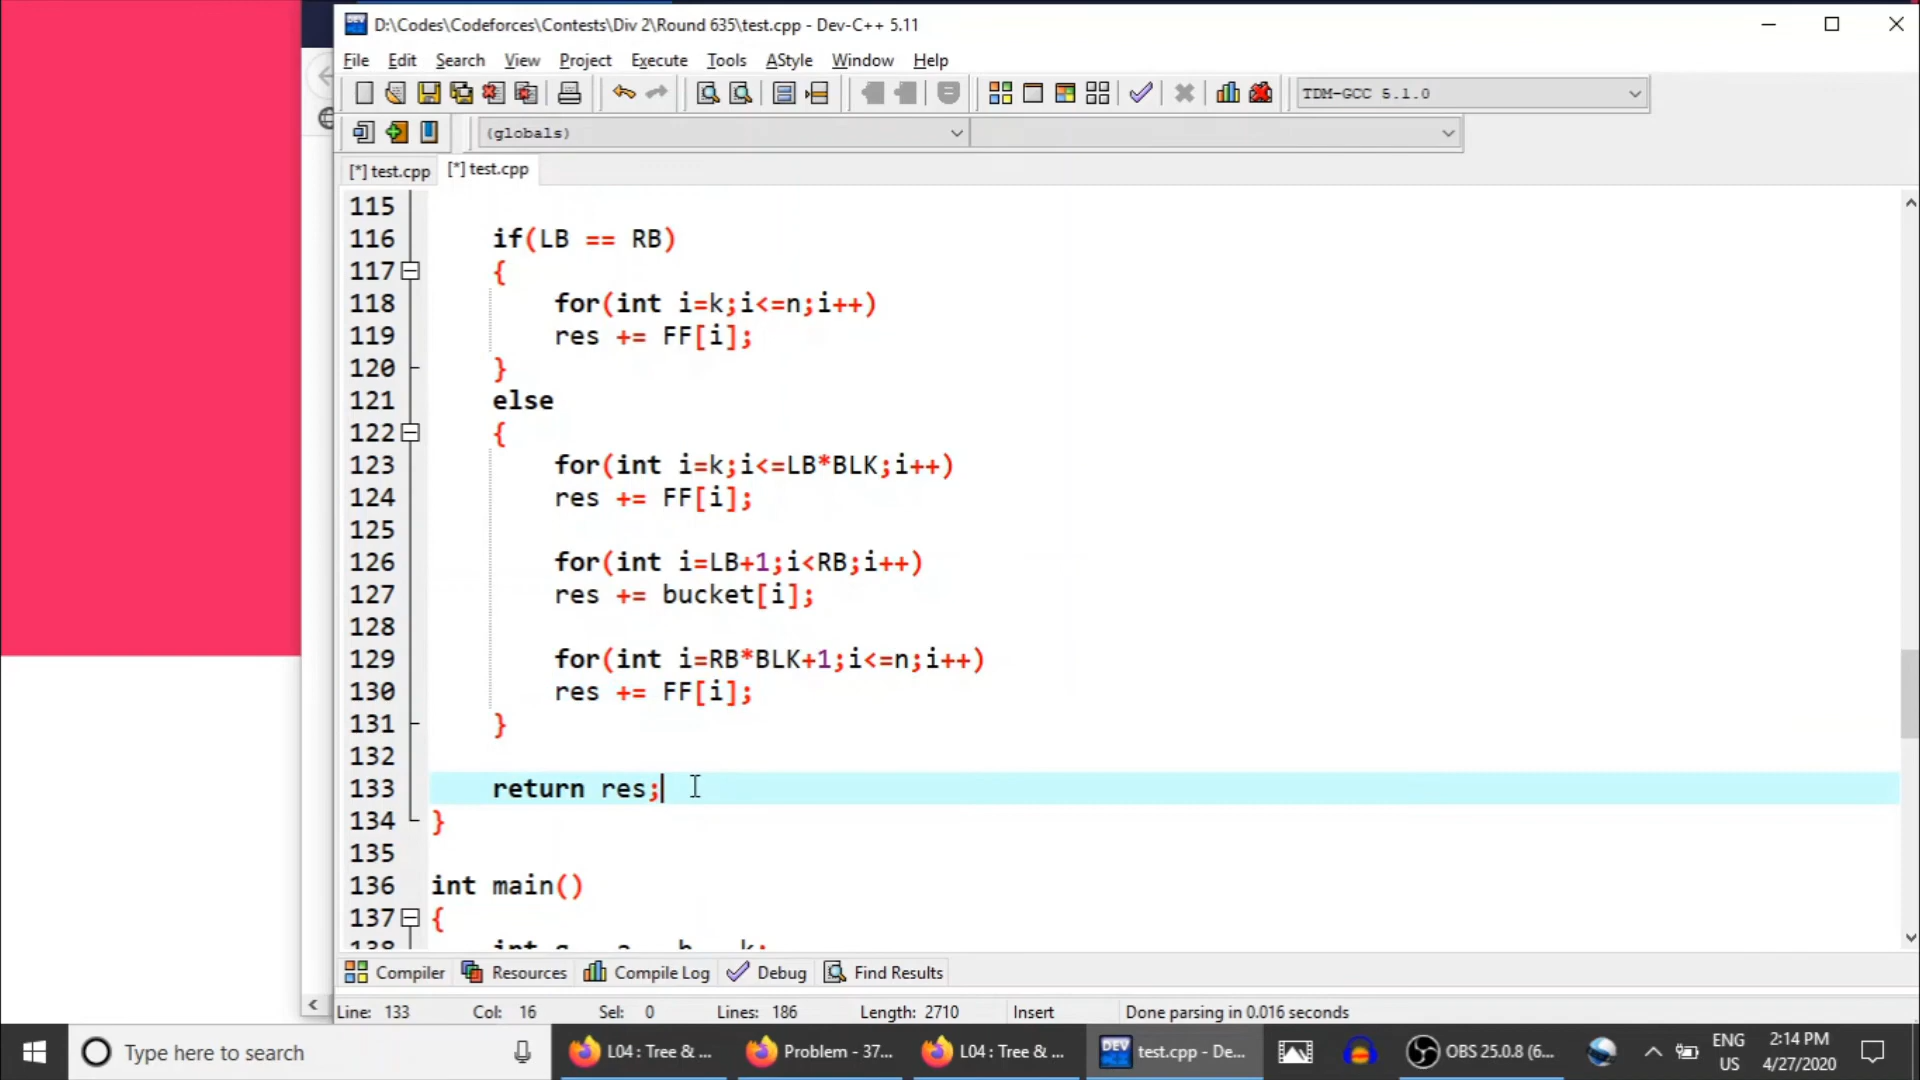 D:\Codes\Codeforces\Contests\Div 2\Round 635\test.cpp - Dev-C++ 5.11
File Edit Search View Project Execute Tools AStyle Window Help
TDM-GCC 5.1.0
(globals)
[*] test.cpp [*] test.cpp
115
116 if(LB == RB)
117 {
118 for(int i=k;i<=n;i++)
119 res += FF[i];
120 }
121 else
122 {
123 for(int i=k;i<=LB*BLK;i++)
124 res += FF[i];
125
126 for(int i=LB+1;i<RB;i++)
127 res += bucket[i];
128
129 for(int i=RB*BLK+1;i<=n;i++)
130 res += FF[i];
131 }
132
133 return res;
134 }
135
136 int main()
137 {
138 int q, a, b, k;
Compiler Resources Compile Log Debug Find Results
Line: 133 Col: 16 Sel: 0 Lines: 186 Length: 2710 Insert Done parsing in 0.016 seconds
Type here to search
L04 : Tree & ...
Problem - 37...
L04 : Tree & ...
DEV test.cpp - De...
OBS 25.0.8 (6...
ENG
US
2:14 PM
4/27/2020